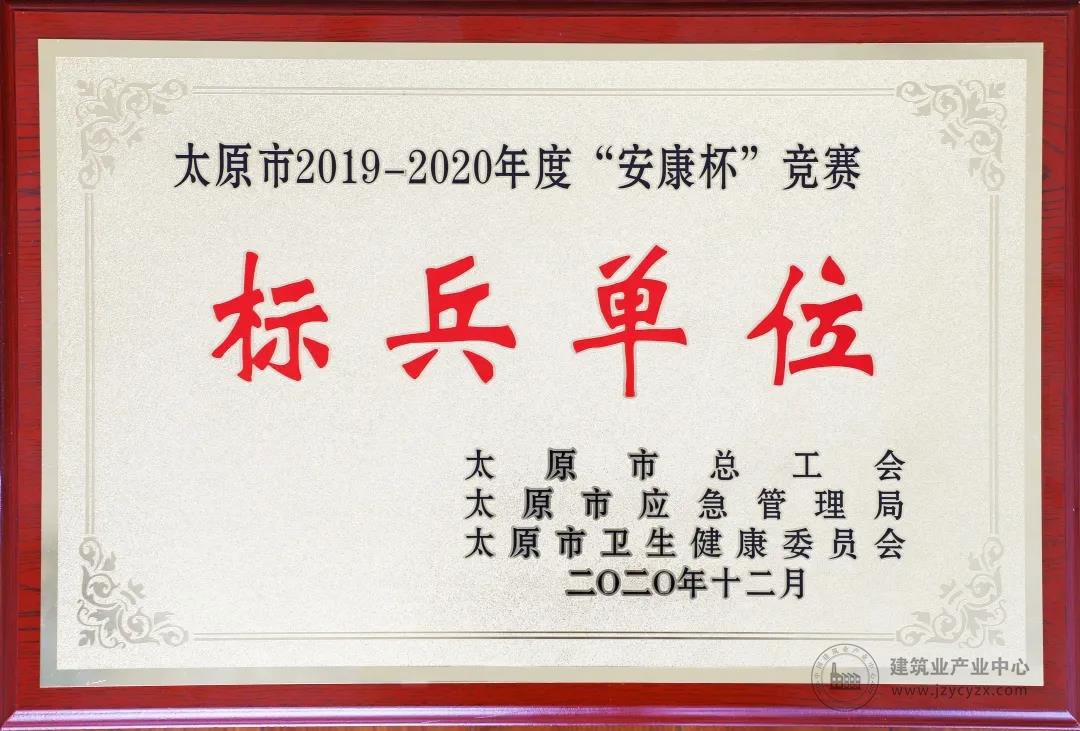 太原市2019-2020年度“安康杯”竞赛
标兵单位
太原市总工会
太原市应急管理局
太原市卫生健康委员会
二〇二〇年十二月
建筑业产业中心
www.jzycyzx.com